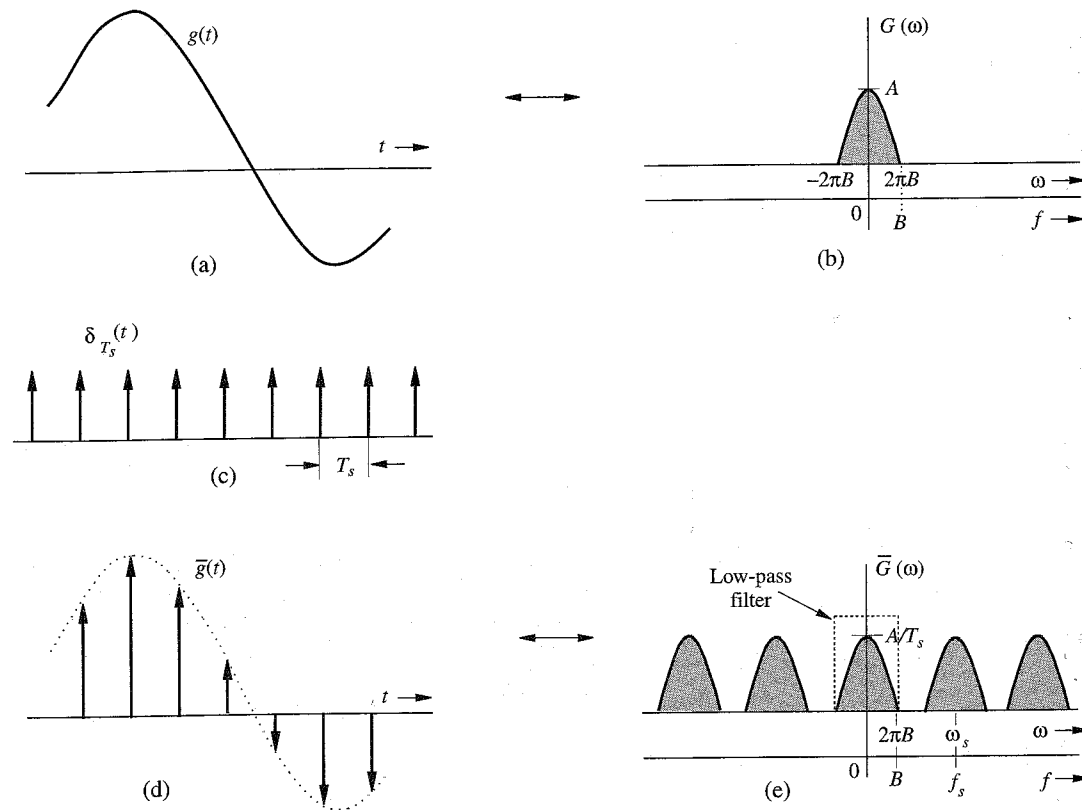 g(t)
t
(a)
G (ω)
A
−2πB
2πB
ω
0
B
f
(b)
δ_{T_s}(t)
T_s
(c)
g̅(t)
t
(d)
Low-pass
filter
G̅ (ω)
A/T_s
2πB
ω_s
ω
0
B
f_s
f
(e)